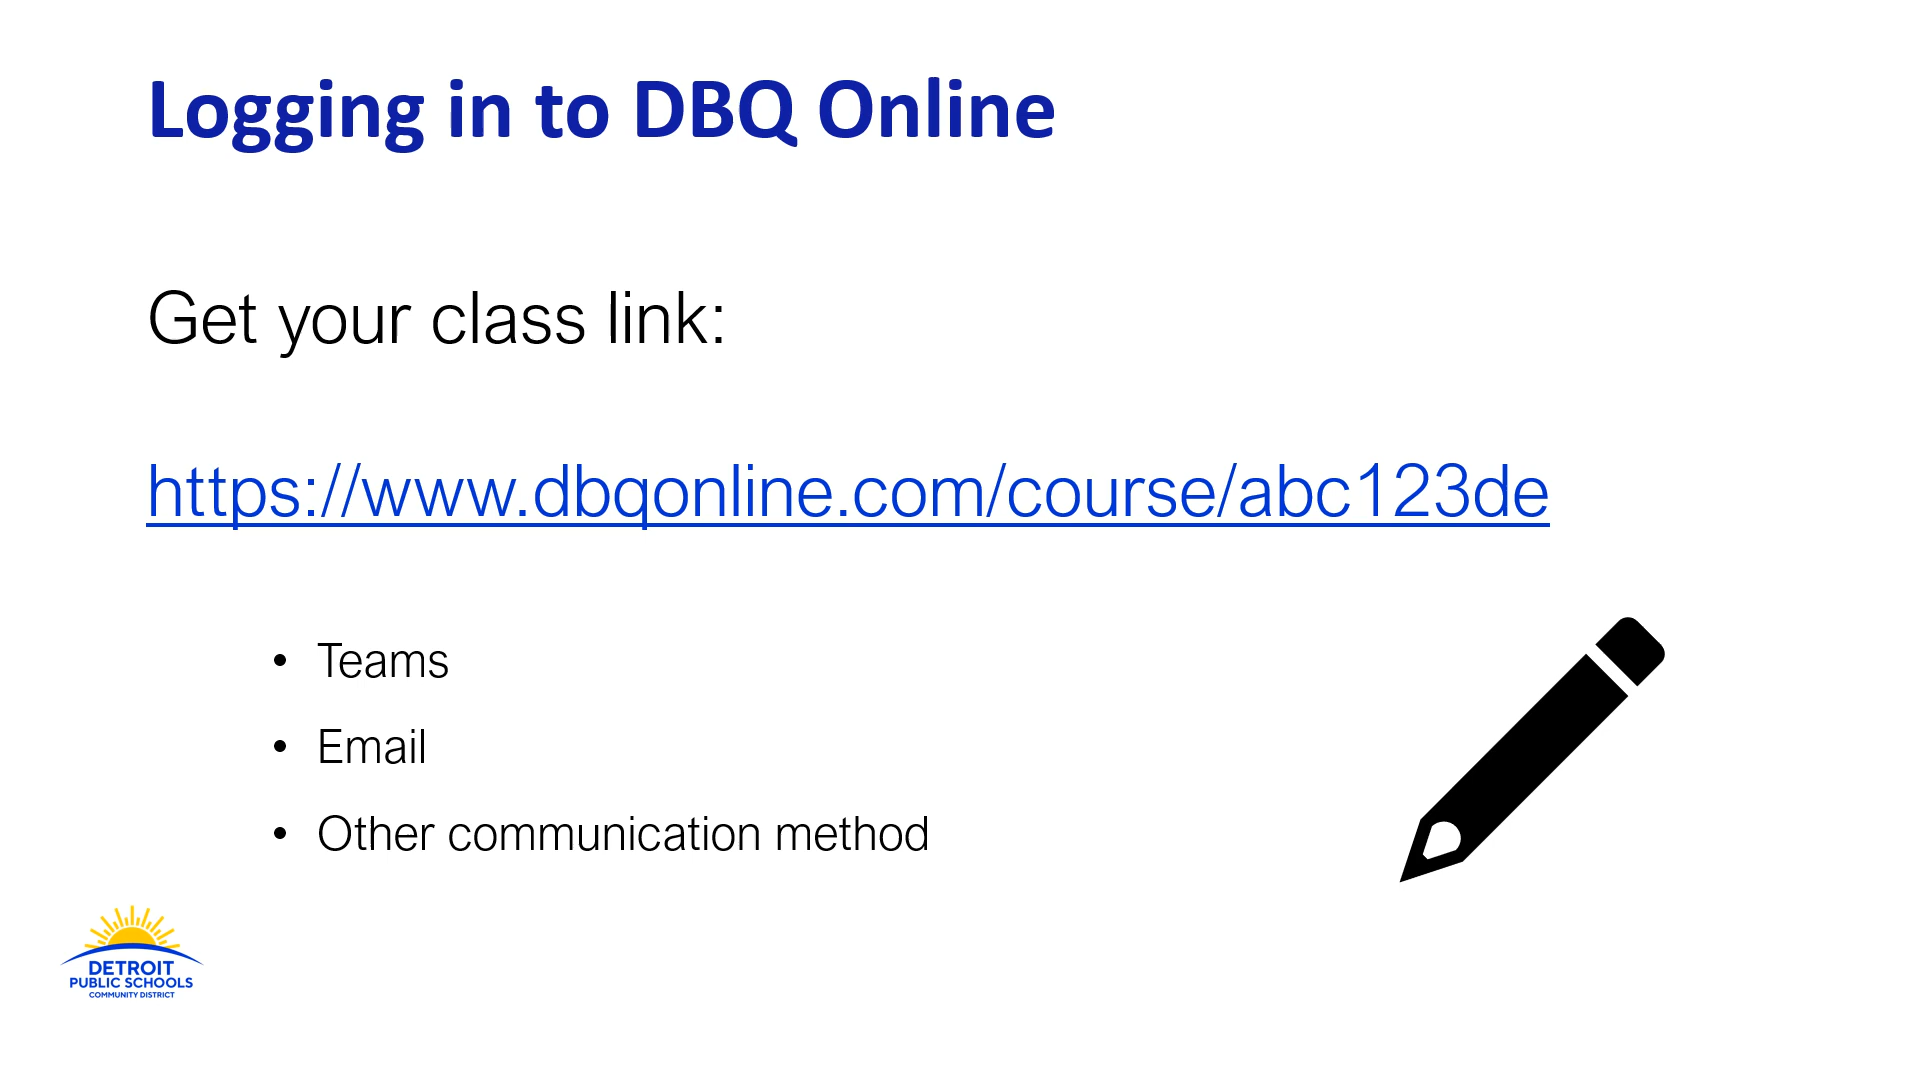 Logging in to DBQ Online
Get your class link:
https://www.dbqonline.com/course/abc123de
• Teams
• Email
• Other communication method
DETROIT
PUBLIC SCHOOLS
COMMUNITY DISTRICT